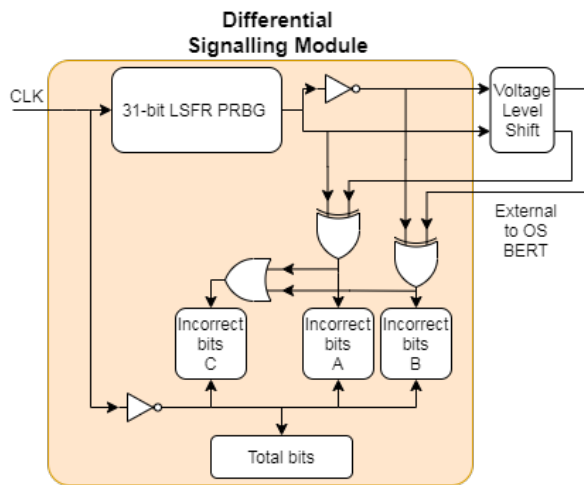 Differential
Signalling Module
CLK
31-bit LSFR PRBG
Voltage
Level
Shift
External
to OS
BERT
Incorrect
bits
C
Incorrect
bits
A
Incorrect
bits
B
Total bits